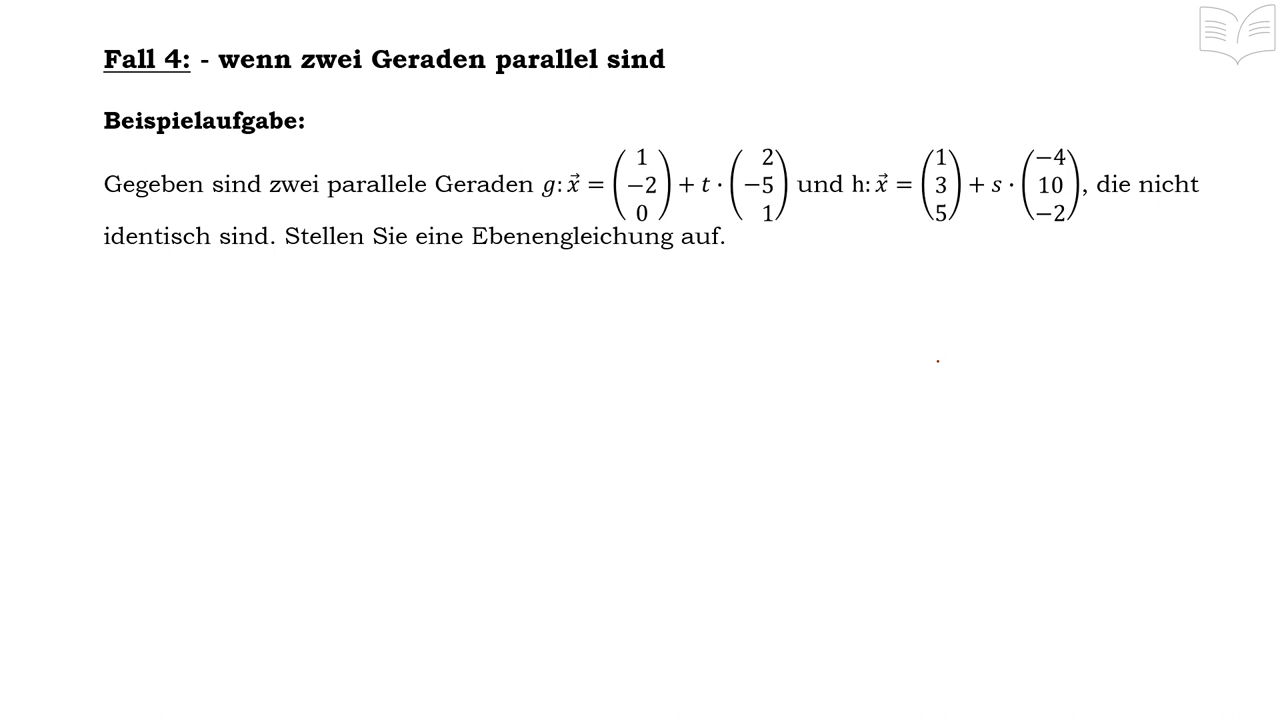 Fall 4: - wenn zwei Geraden parallel sind
Beispielaufgabe:
Gegeben sind zwei parallele Geraden g: x⃗ = (1 −2 0) + t · (2 −5 1) und h: x⃗ = (1 3 5) + s · (−4 10 −2), die nicht
identisch sind. Stellen Sie eine Ebenengleichung auf.